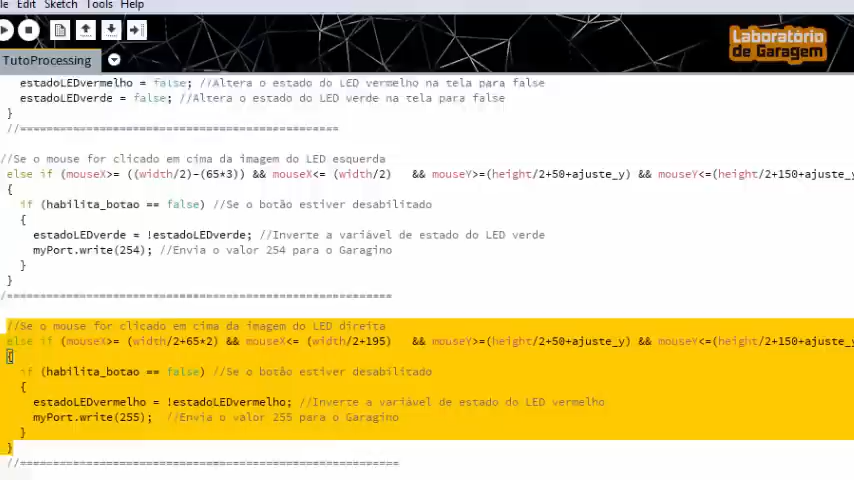 le Edit Sketch Tools Help
Laboratório
de Garagem
TutoProcessing
estadoLEDvermelho = false; //Altera o estado do LED vermelho na tela para false
estadoLEDverde = false; //Altera o estado do LED verde na tela para false
}
//================================================
//Se o mouse for clicado em cima da imagem do LED esquerda
else if (mouseX>= ((width/2)-(65*3)) && mouseX<= (width/2) && mouseY>=(height/2+50+ajuste_y) && mouseY<=(height/2+150+ajuste_y
{
if (habilita_botao == false) //Se o botão estiver desabilitado
{
estadoLEDverde = !estadoLEDverde; //Inverte a variável de estado do LED verde
myPort.write(254); //Envia o valor 254 para o Garagino
}
}
/=========================================================
//Se o mouse for clicado em cima da imagem do LED direita
else if (mouseX>= (width/2+65*2) && mouseX<= (width/2+195) && mouseY>=(height/2+50+ajuste_y) && mouseY<=(height/2+150+ajuste_y
{
if (habilita_botao == false) //Se o botão estiver desabilitado
{
estadoLEDvermelho = !estadoLEDvermelho; //Inverte a variável de estado do LED vermelho
myPort.write(255); //Envia o valor 255 para o Garagino
}
}
//=========================================================